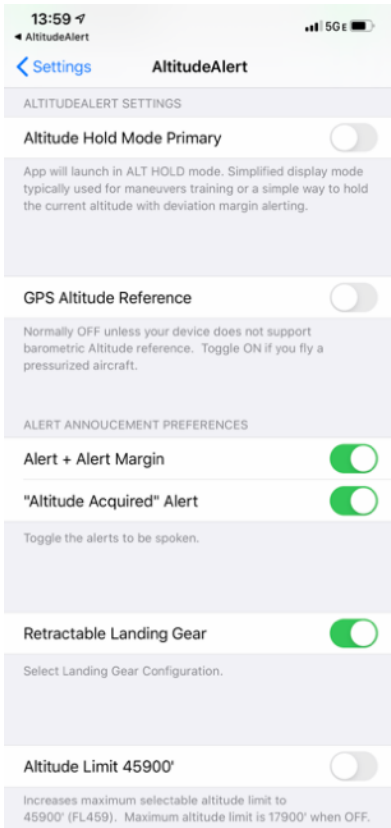 13:59
5GE
AltitudeAlert
Settings
AltitudeAlert
ALTITUDEALERT SETTINGS
Altitude Hold Mode Primary
App will launch in ALT HOLD mode. Simplified display mode
typically used for maneuvers training or a simple way to hold
the current altitude with deviation margin alerting.
GPS Altitude Reference
Normally OFF unless your device does not support
barometric Altitude reference.  Toggle ON if you fly a
pressurized aircraft.
ALERT ANNOUCEMENT PREFERENCES
Alert + Alert Margin
"Altitude Acquired" Alert
Toggle the alerts to be spoken.
Retractable Landing Gear
Select Landing Gear Configuration.
Altitude Limit 45900'
Increases maximum selectable altitude limit to
45900' (FL459).  Maximum altitude limit is 17900' when OFF.